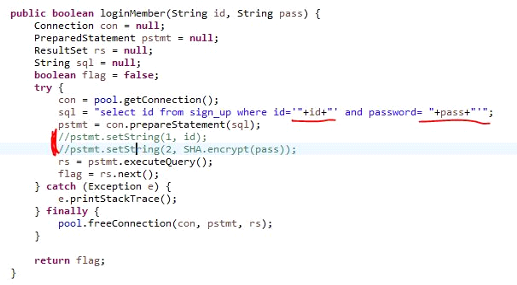 public boolean loginMember(String id, String pass) {
Connection con = null;
PreparedStatement pstmt = null;
ResultSet rs = null;
String sql = null;
boolean flag = false;
try {
con = pool.getConnection();
sql = "select id from sign_up where id='"+id+"' and password= "+pass+"'";
pstmt = con.prepareStatement(sql);
//pstmt.setString(1, id);
//pstmt.setString(2, SHA.encrypt(pass));
rs = pstmt.executeQuery();
flag = rs.next();
} catch (Exception e) {
e.printStackTrace();
} finally {
pool.freeConnection(con, pstmt, rs);
}
return flag;
}